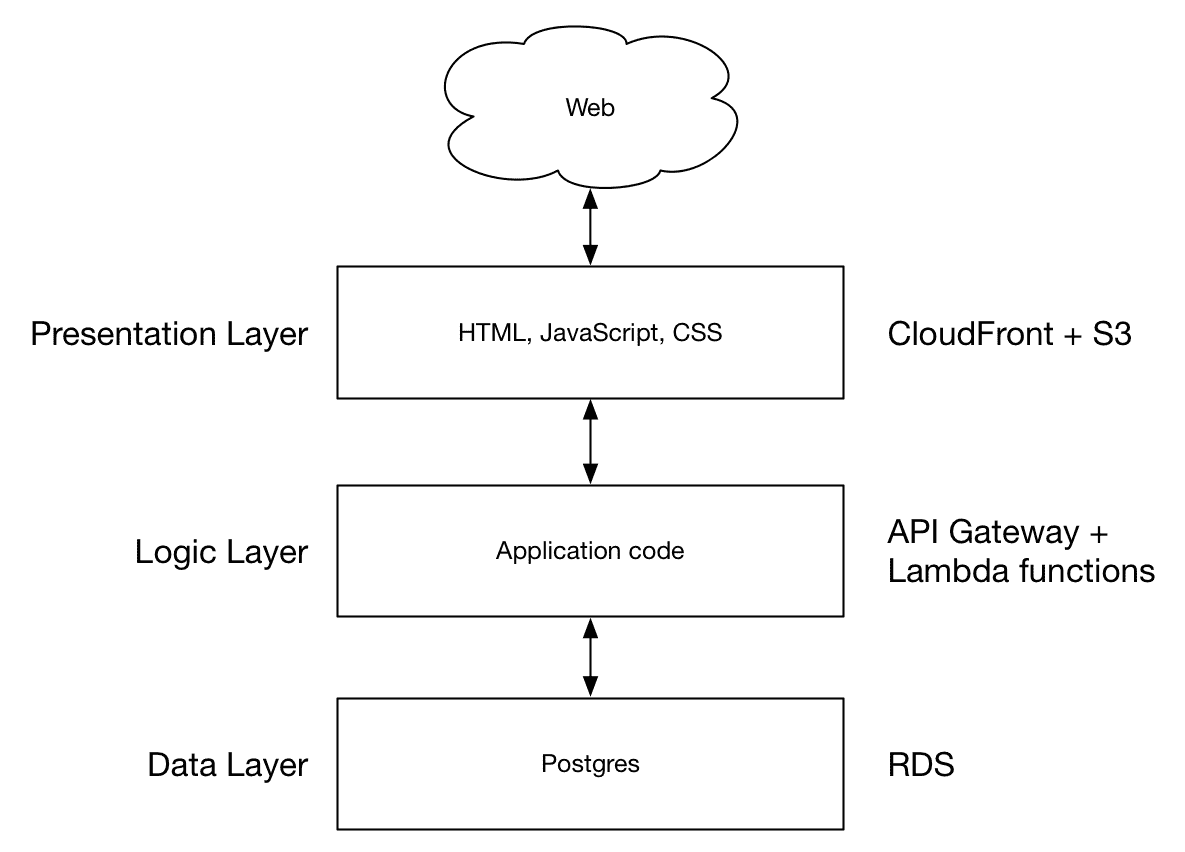 Web
Presentation Layer
HTML, JavaScript, CSS
CloudFront + S3
Logic Layer
Application code
API Gateway +
Lambda functions
Data Layer
Postgres
RDS